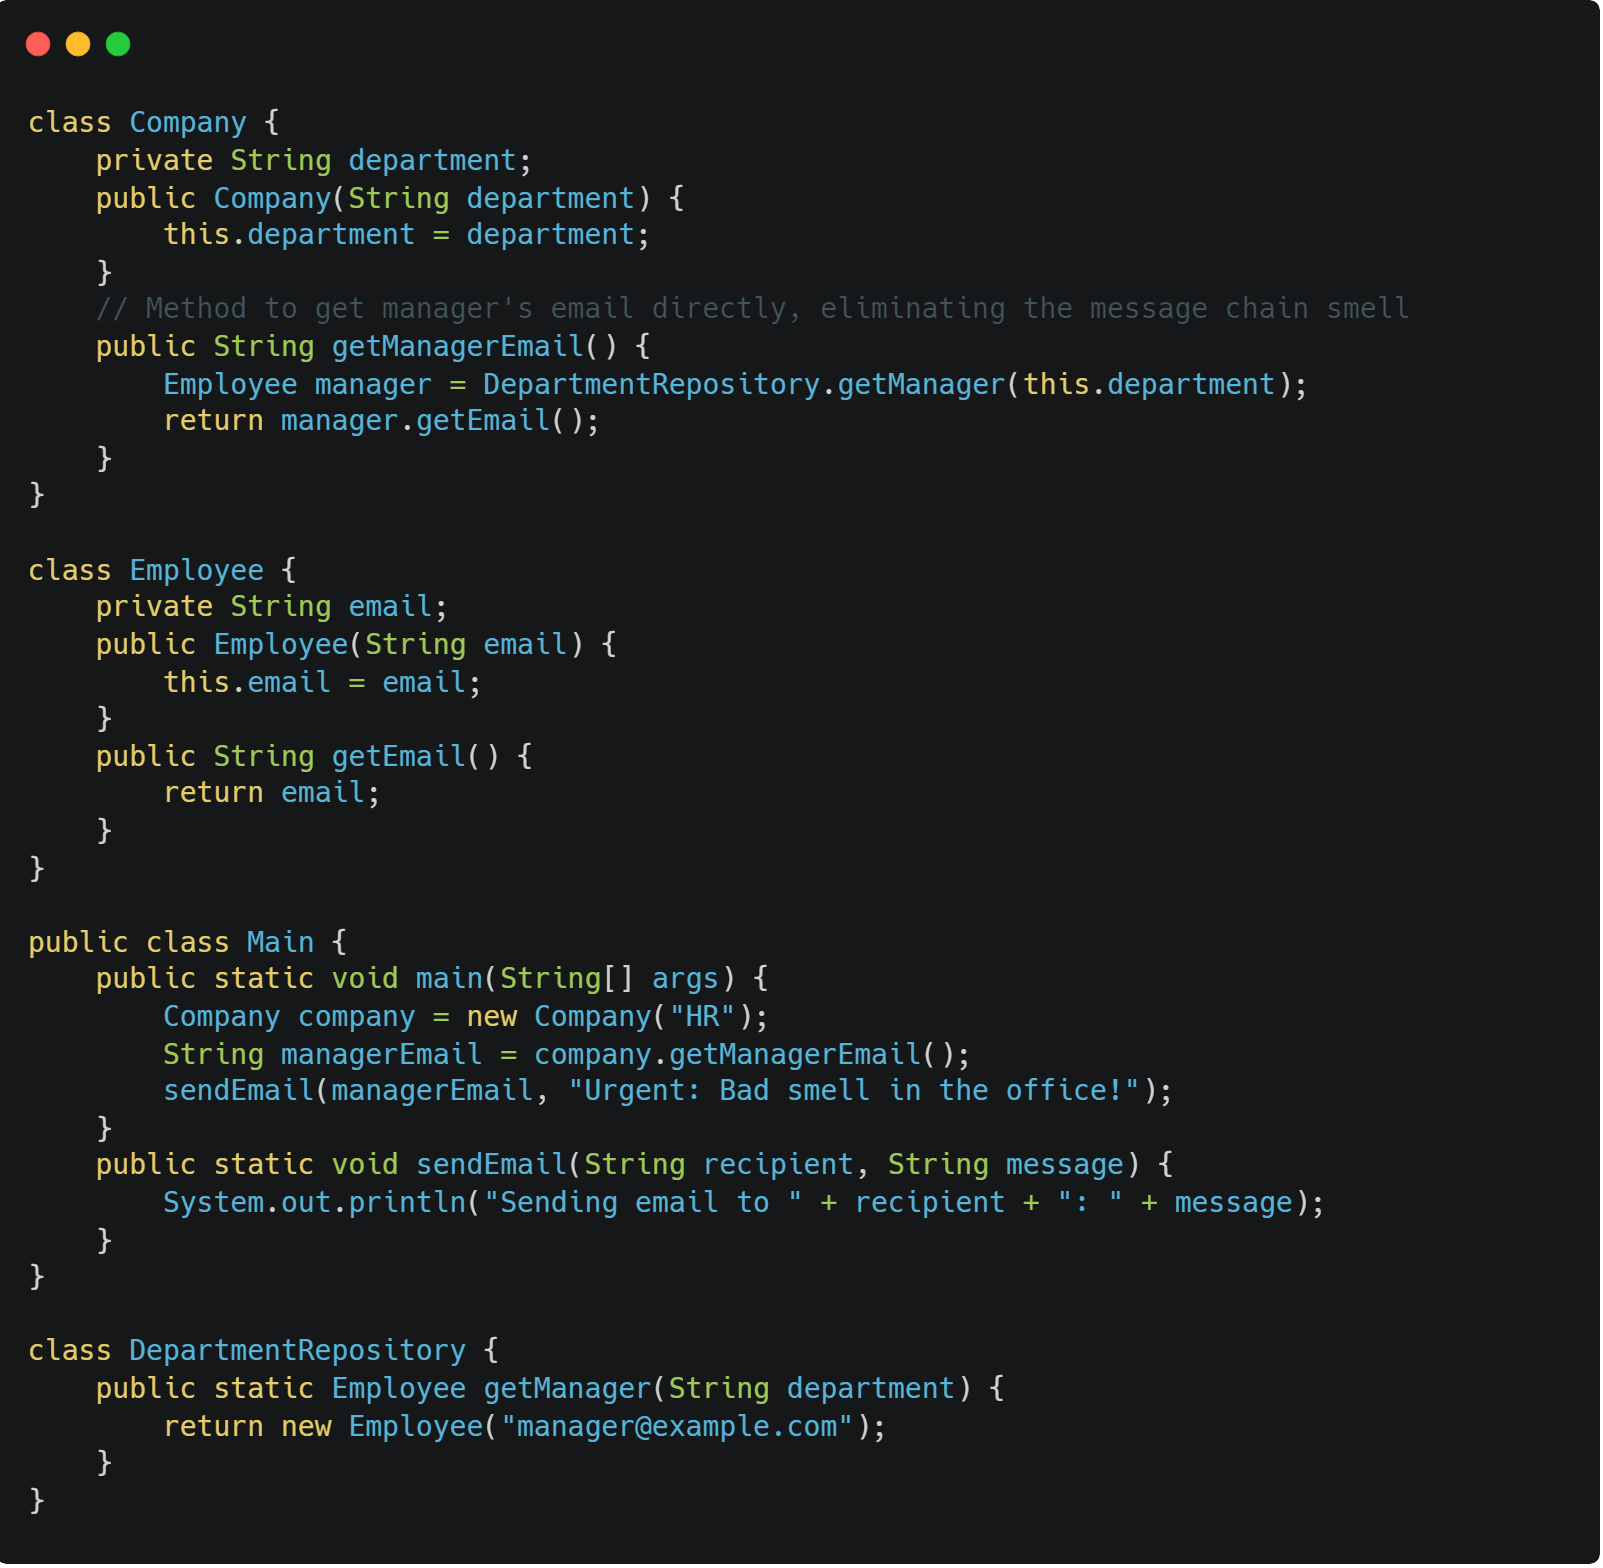 class Company {
    private String department;
    public Company(String department) {
        this.department = department;
    }
    // Method to get manager's email directly, eliminating the message chain smell
    public String getManagerEmail() {
        Employee manager = DepartmentRepository.getManager(this.department);
        return manager.getEmail();
    }
}

class Employee {
    private String email;
    public Employee(String email) {
        this.email = email;
    }
    public String getEmail() {
        return email;
    }
}

public class Main {
    public static void main(String[] args) {
        Company company = new Company("HR");
        String managerEmail = company.getManagerEmail();
        sendEmail(managerEmail, "Urgent: Bad smell in the office!");
    }
    public static void sendEmail(String recipient, String message) {
        System.out.println("Sending email to " + recipient + ": " + message);
    }
}

class DepartmentRepository {
    public static Employee getManager(String department) {
        return new Employee("manager@example.com");
    }
}